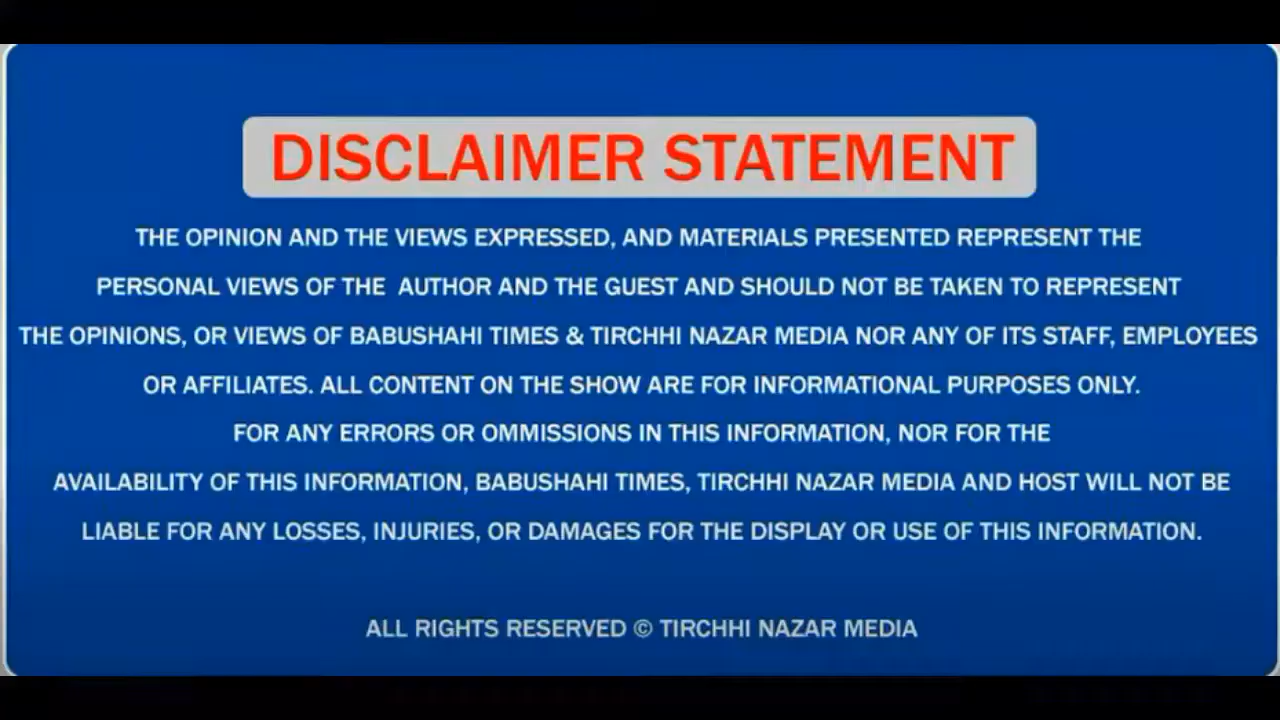 DISCLAIMER STATEMENT
THE OPINION AND THE VIEWS EXPRESSED, AND MATERIALS PRESENTED REPRESENT THE
PERSONAL VIEWS OF THE AUTHOR AND THE GUEST AND SHOULD NOT BE TAKEN TO REPRESENT
THE OPINIONS, OR VIEWS OF BABUSHAHI TIMES & TIRCHHI NAZAR MEDIA NOR ANY OF ITS STAFF, EMPLOYEES
OR AFFILIATES. ALL CONTENT ON THE SHOW ARE FOR INFORMATIONAL PURPOSES ONLY.
FOR ANY ERRORS OR OMMISSIONS IN THIS INFORMATION, NOR FOR THE
AVAILABILITY OF THIS INFORMATION, BABUSHAHI TIMES, TIRCHHI NAZAR MEDIA AND HOST WILL NOT BE
LIABLE FOR ANY LOSSES, INJURIES, OR DAMAGES FOR THE DISPLAY OR USE OF THIS INFORMATION.
ALL RIGHTS RESERVED © TIRCHHI NAZAR MEDIA